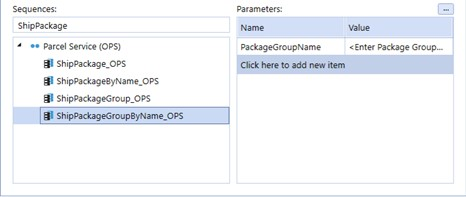 Sequences:
ShipPackage
Parcel Service (OPS)
ShipPackage_OPS
ShipPackageByName_OPS
ShipPackageGroup_OPS
ShipPackageGroupByName_OPS
Parameters:
...
Name Value
PackageGroupName <Enter Package Group...
Click here to add new item